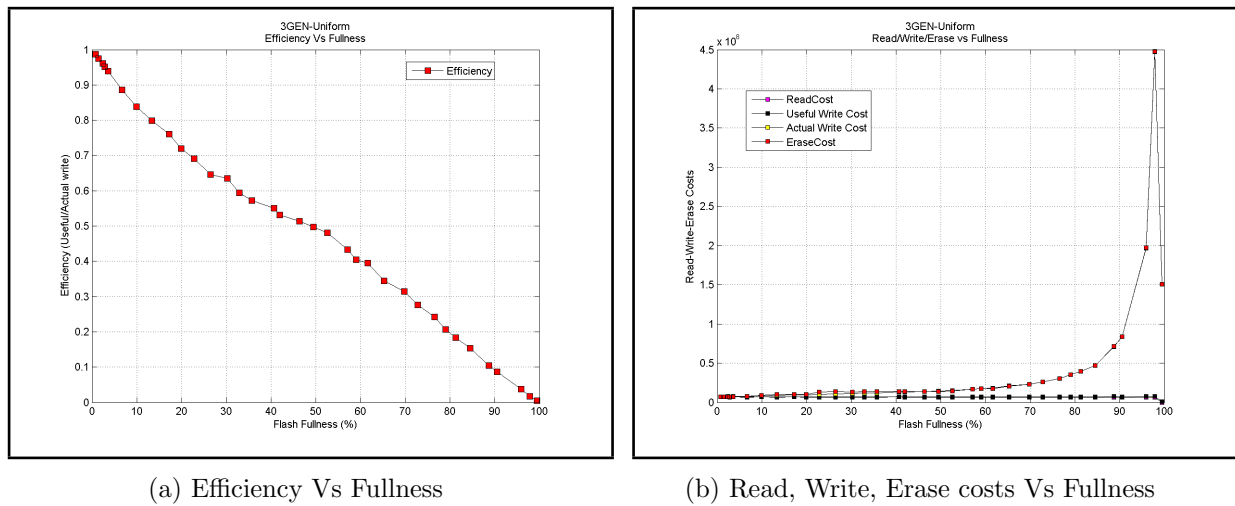 3GEN-Uniform
Efficiency Vs Fullness
1
0.9
0.8
0.7
0.6
0.5
0.4
0.3
0.2
0.1
0
Efficiency (Useful/Actual write)
Efficiency
0 10 20 30 40 50 60 70 80 90 100
Flash Fullness (%)
(a) Efficiency Vs Fullness
3GEN-Uniform
Read/Write/Erase vs Fullness
x 10^8
4.5
4
3.5
3
2.5
2
1.5
1
0.5
0
Read-Write-Erase Costs
ReadCost
Useful Write Cost
Actual Write Cost
EraseCost
0 10 20 30 40 50 60 70 80 90 100
Flash Fullness (%)
(b) Read, Write, Erase costs Vs Fullness